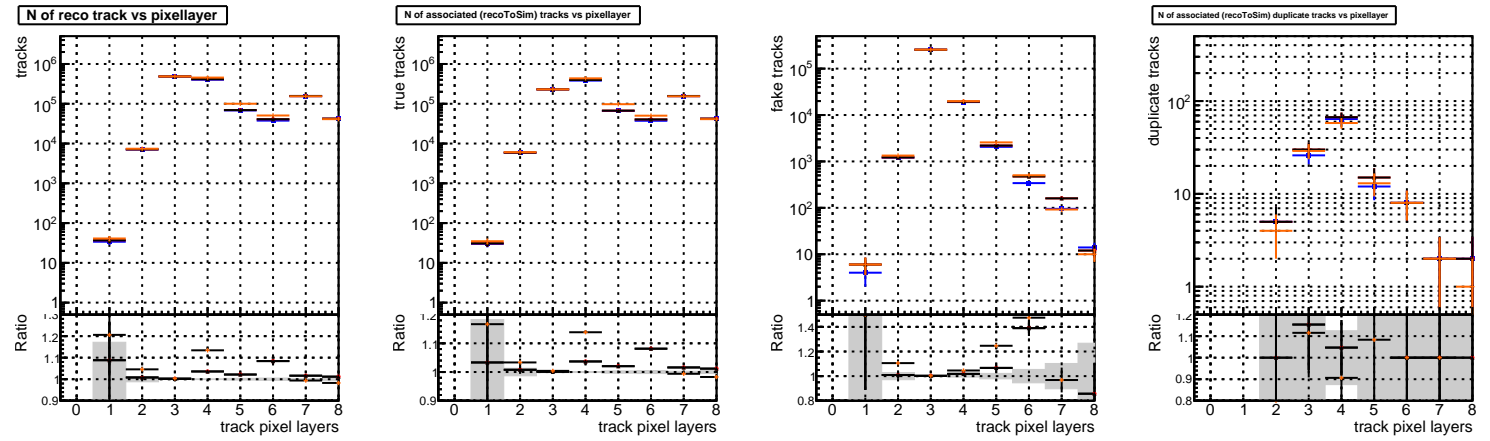 N of reco track vs pixellayer
tracks
10^6
10^5
10^4
10^3
10^2
10
1
Ratio
1.3
1.2
1.1
1
0.9
0 1 2 3 4 5 6 7 8
track pixel layers
N of associated (recoToSim) tracks vs pixellayer
true tracks
10^6
10^5
10^4
10^3
10^2
10
1
Ratio
1.2
1.1
1
0.9
0 1 2 3 4 5 6 7 8
track pixel layers
fake tracks
10^5
10^4
10^3
10^2
10
1
Ratio
1.4
1.2
1
0.8
0 1 2 3 4 5 6 7 8
track pixel layers
N of associated (recoToSim) duplicate tracks vs pixellayer
duplicate tracks
10^2
10
1
Ratio
1.2
1.1
1
0.9
0.8
0 1 2 3 4 5 6 7 8
track pixel layers